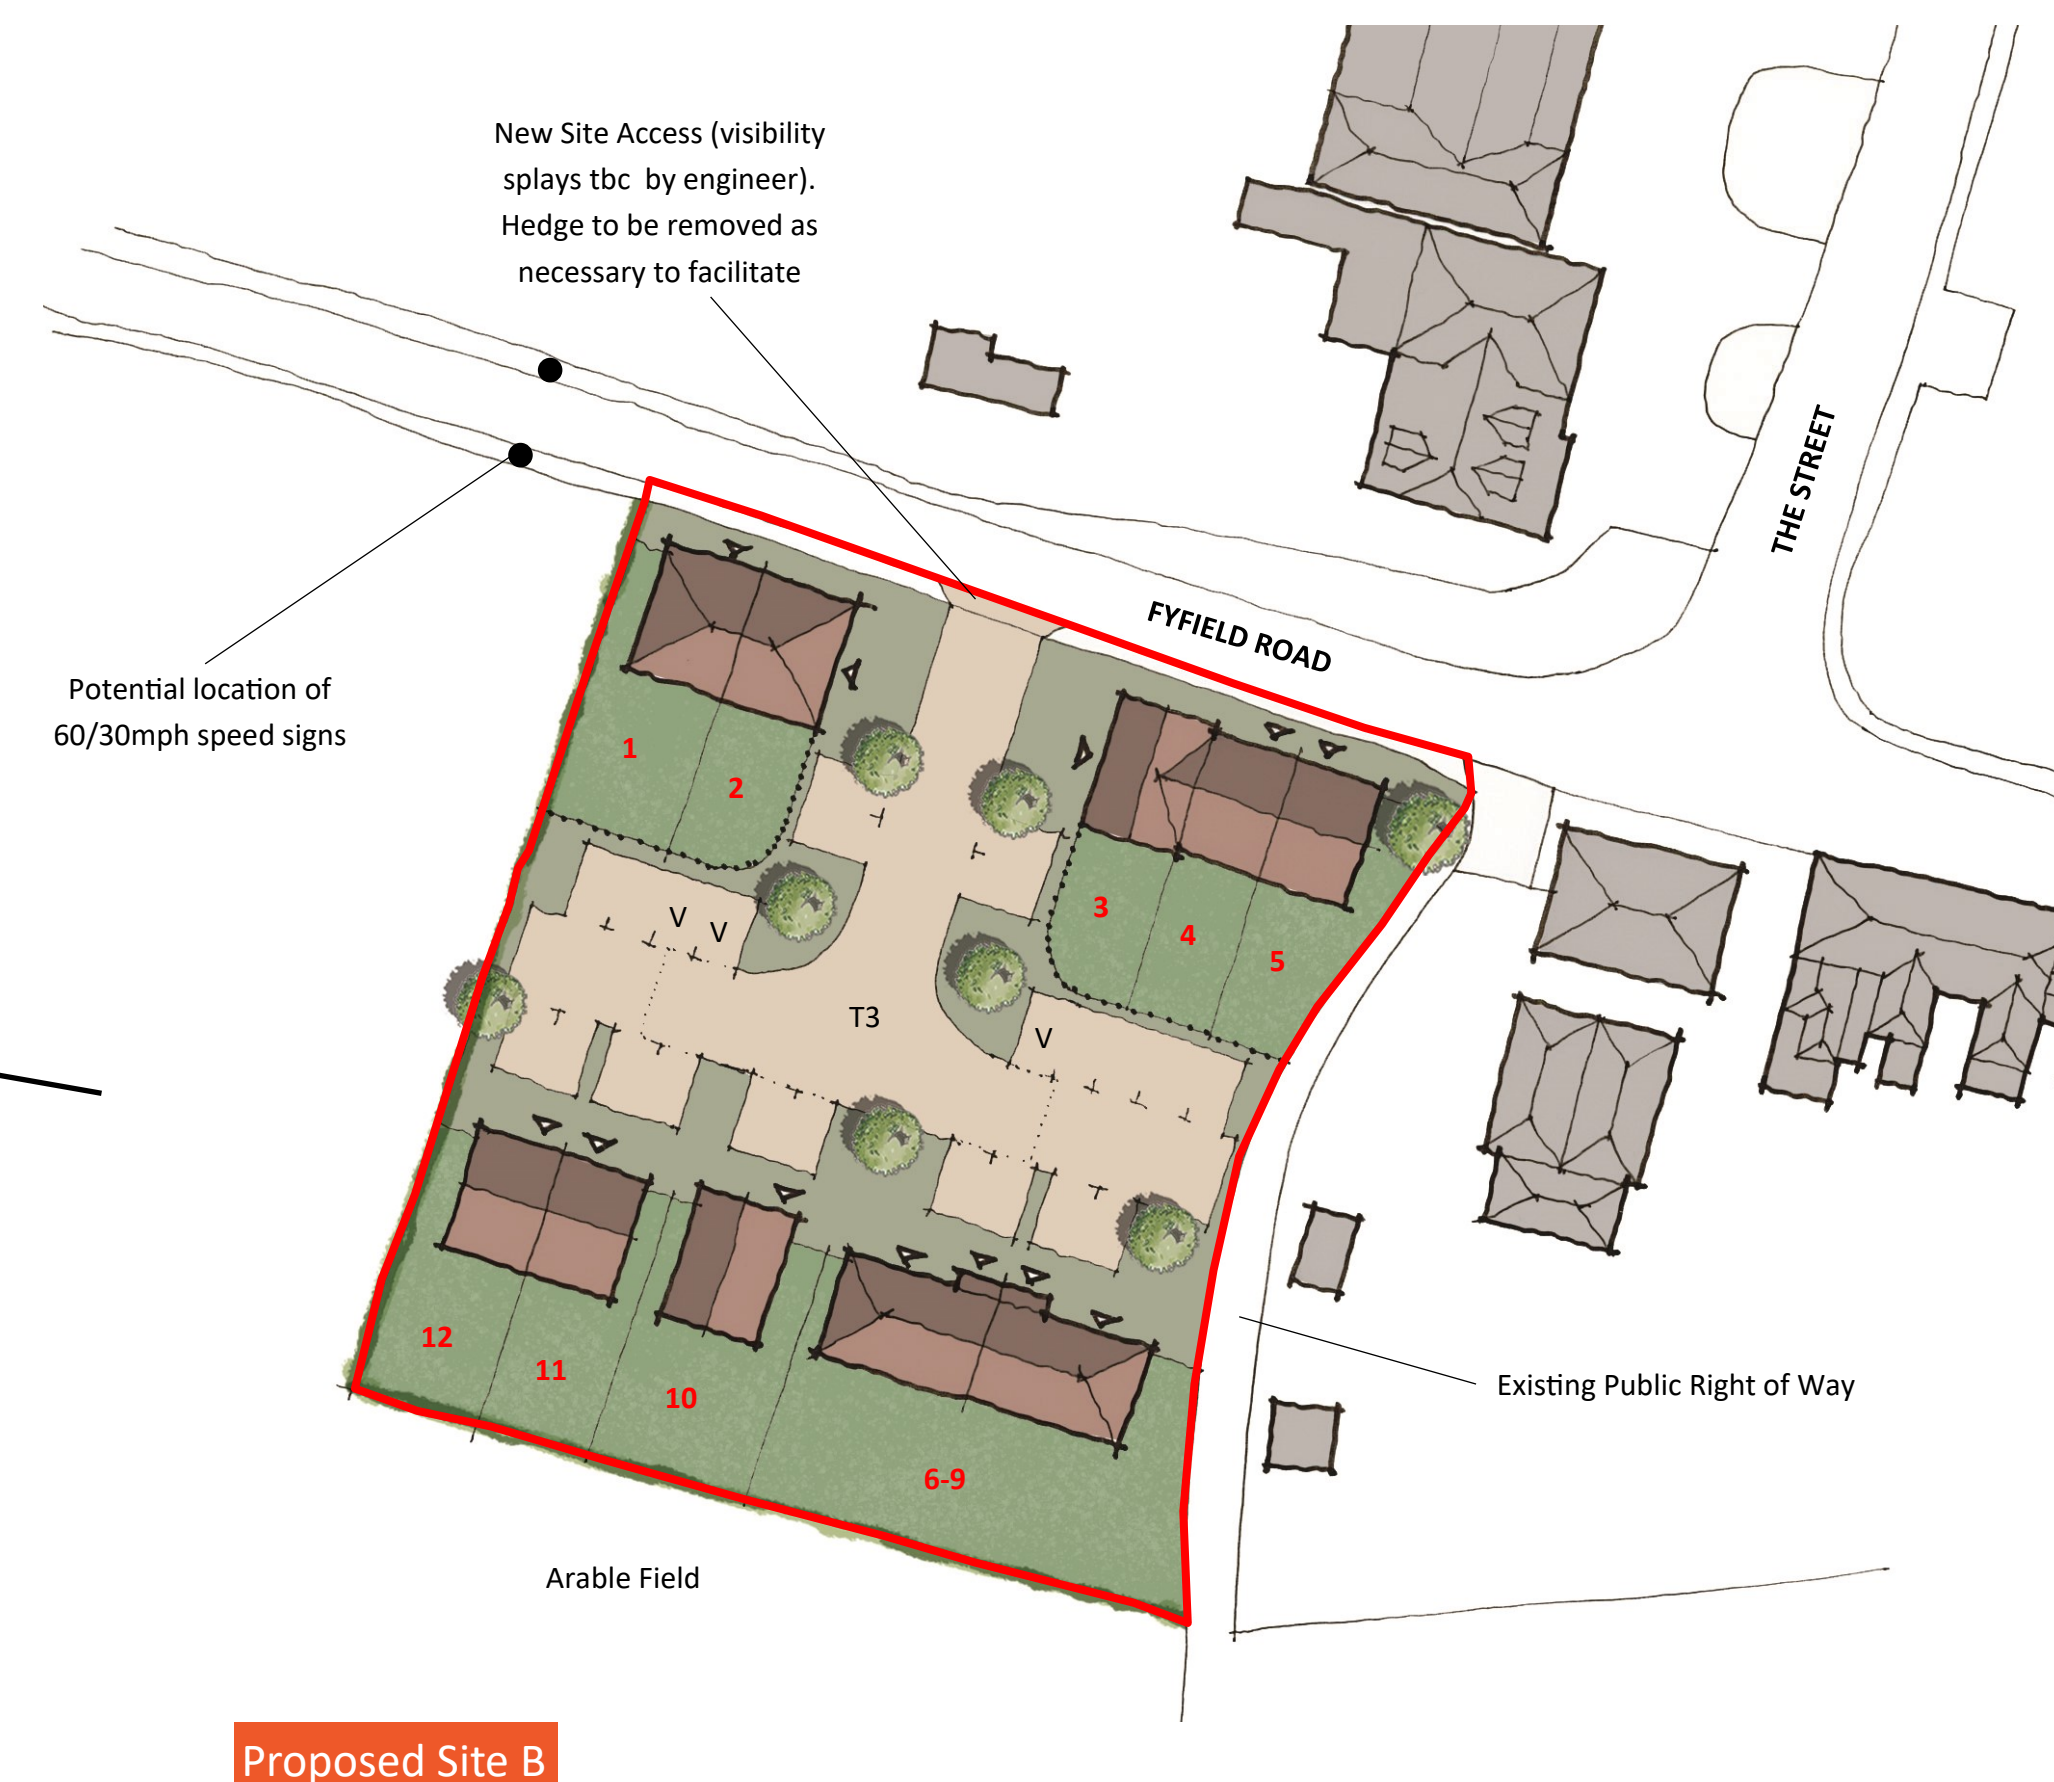 New Site Access (visibility
splays tbc  by engineer).
Hedge to be removed as
necessary to facilitate
THE STREET
FYFIELD ROAD
Potential location of
60/30mph speed signs
1
2
3
4
5
V
V
T3
V
12
11
10
6-9
Existing Public Right of Way
Arable Field
Proposed Site B